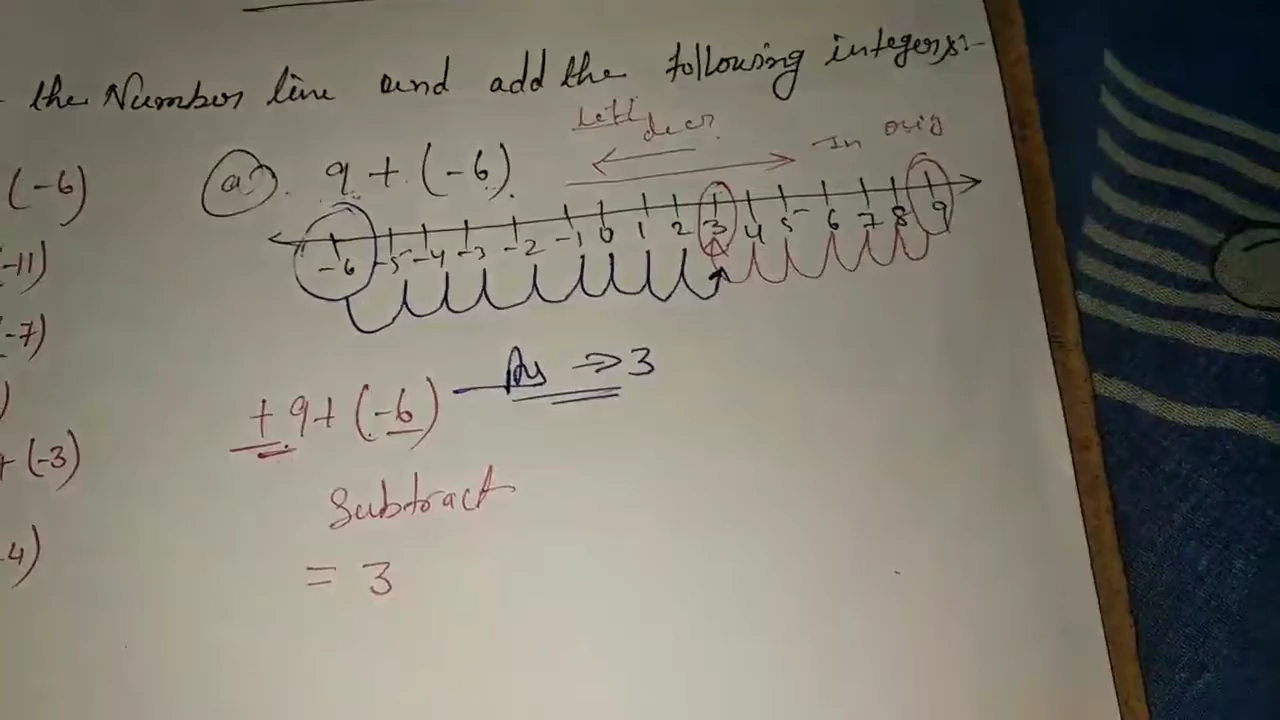 the Number line and add the following integers:-
(-6)
(a) 9 + (-6)
Left decr
In
-6 -5 -4 -3 -2 -1 0 1 2 3 4 5 6 7 8 9
-11)
-7)
)
+ 9 + (-6) Ans ⇒ 3
+ (-3)
Subtract
-4)
= 3